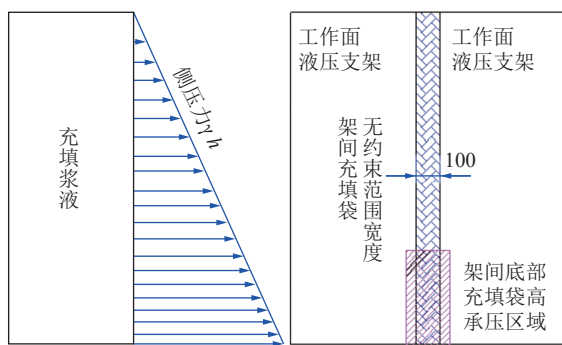 充填浆液
侧压力γh
工作面
液压支架
工作面
液压支架
架间充填袋
无约束范围宽度
100
架间底部
充填袋高
承压区域